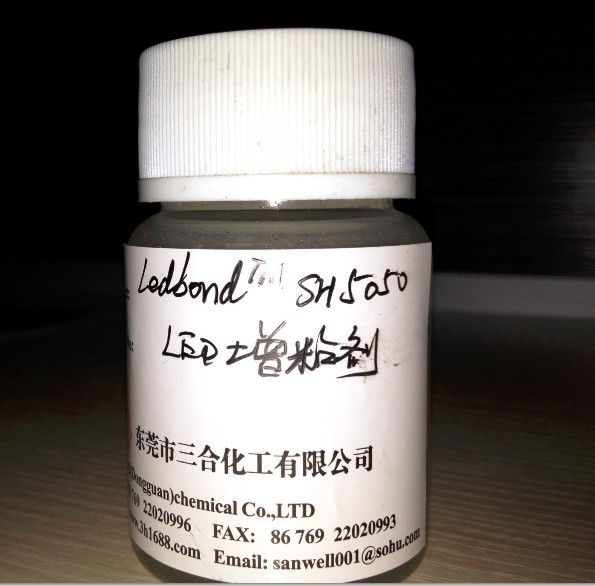 Ledbond™ SH5050
LED增粘剂
东莞市三合化工有限公司
(Dongguan)chemical Co.,LTD
769 22020996 FAX: 86 769 22020993
www.3h1688.com Email: sanwell001@sohu.com